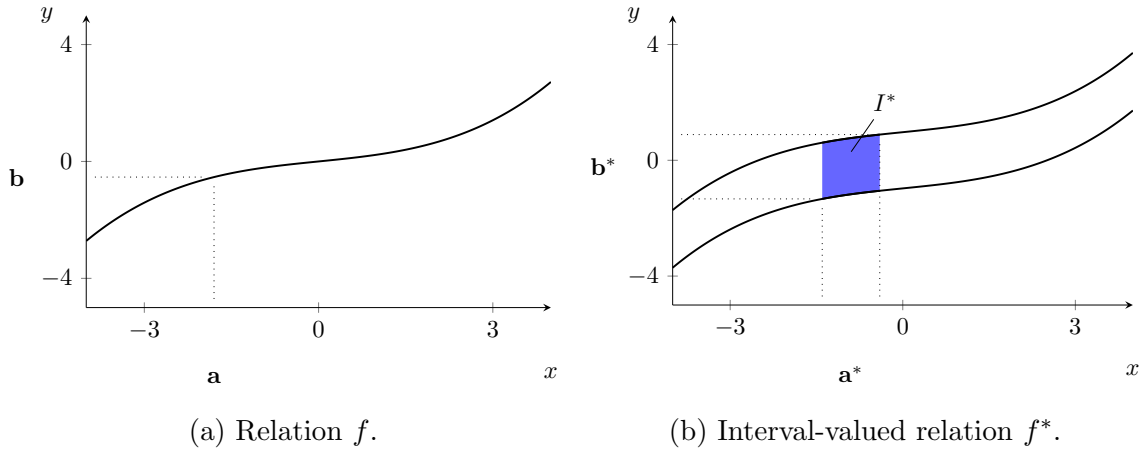 y
4
0
b
−4
−3
0
3
a
x
(a) Relation f.
y
4
I*
0
b*
−4
−3
0
3
a*
x
(b) Interval-valued relation f*.